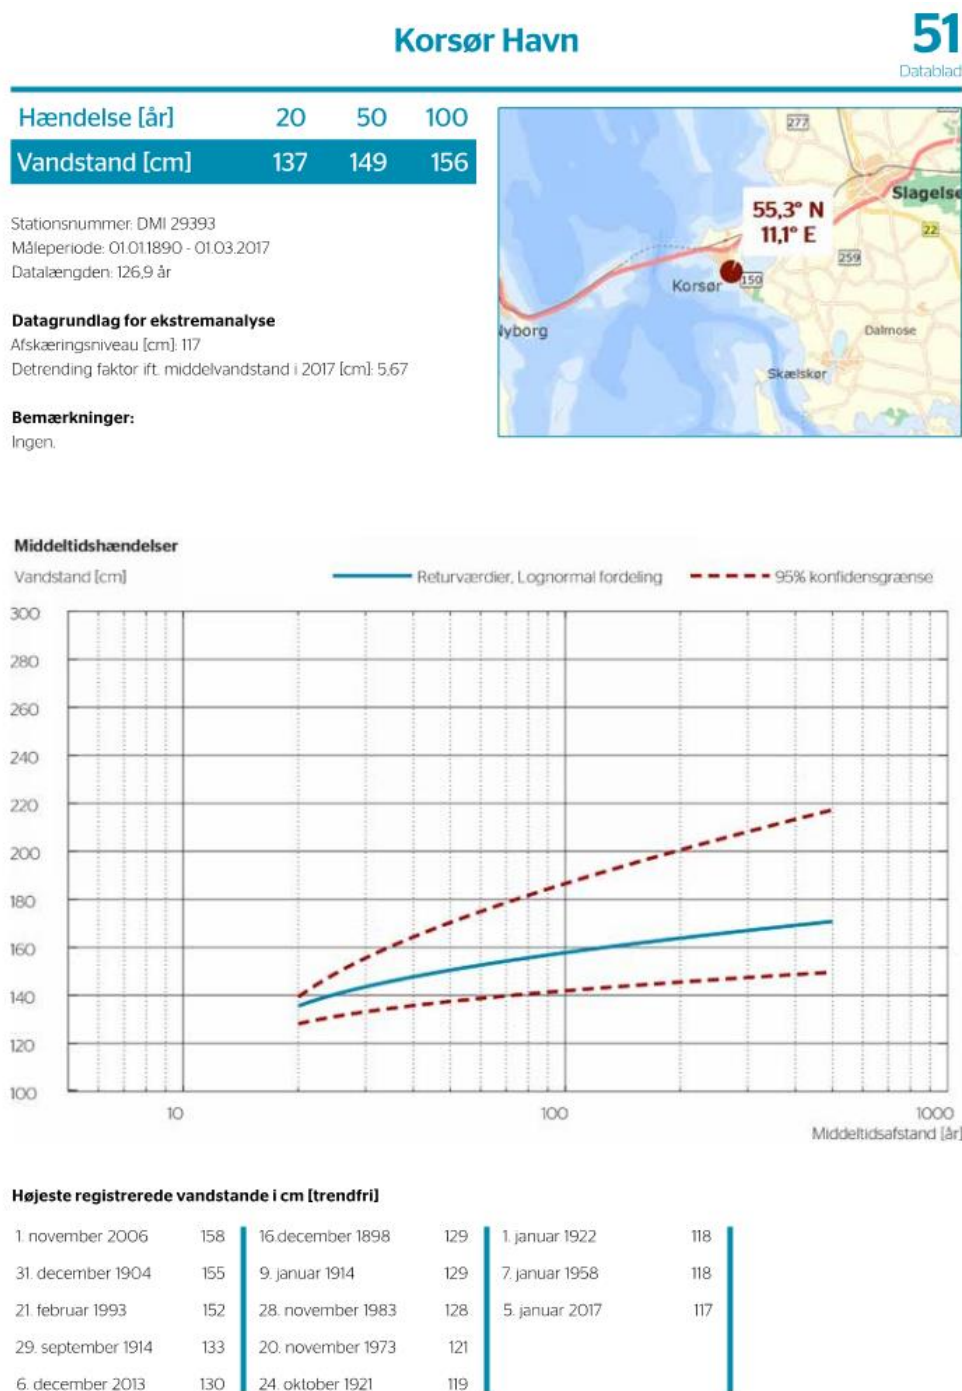 Korsør Havn
51
Datablad
Hændelse [år] 20 50 100
Vandstand [cm] 137 149 156
Stationsnummer: DMI 29393
Måleperiode: 01.01.1890 - 01.03.2017
Datalængden: 126,9 år
Datagrundlag for ekstremanalyse
Afskæringsniveau [cm]: 117
Detrending faktor ift. middelvandstand i 2017 [cm]: 5,67
Bemærkninger:
Ingen.
277
Slagelse
55,3° N
11,1° E
22
259
Korsør
150
Nyborg
Dalmose
Skælskør
Middeltidshændelser
Vandstand [cm]
Returværdier, Lognormal fordeling
95% konfidensgrænse
300
280
260
240
220
200
180
160
140
120
100
10 100 1000
Middeltidsafstand [år]
Højeste registrerede vandstande i cm [trendfri]
1. november 2006 158 16.december 1898 129 1. januar 1922 118
31. december 1904 155 9. januar 1914 129 7. januar 1958 118
21. februar 1993 152 28. november 1983 128 5. januar 2017 117
29. september 1914 133 20. november 1973 121
6. december 2013 130 24. oktober 1921 119